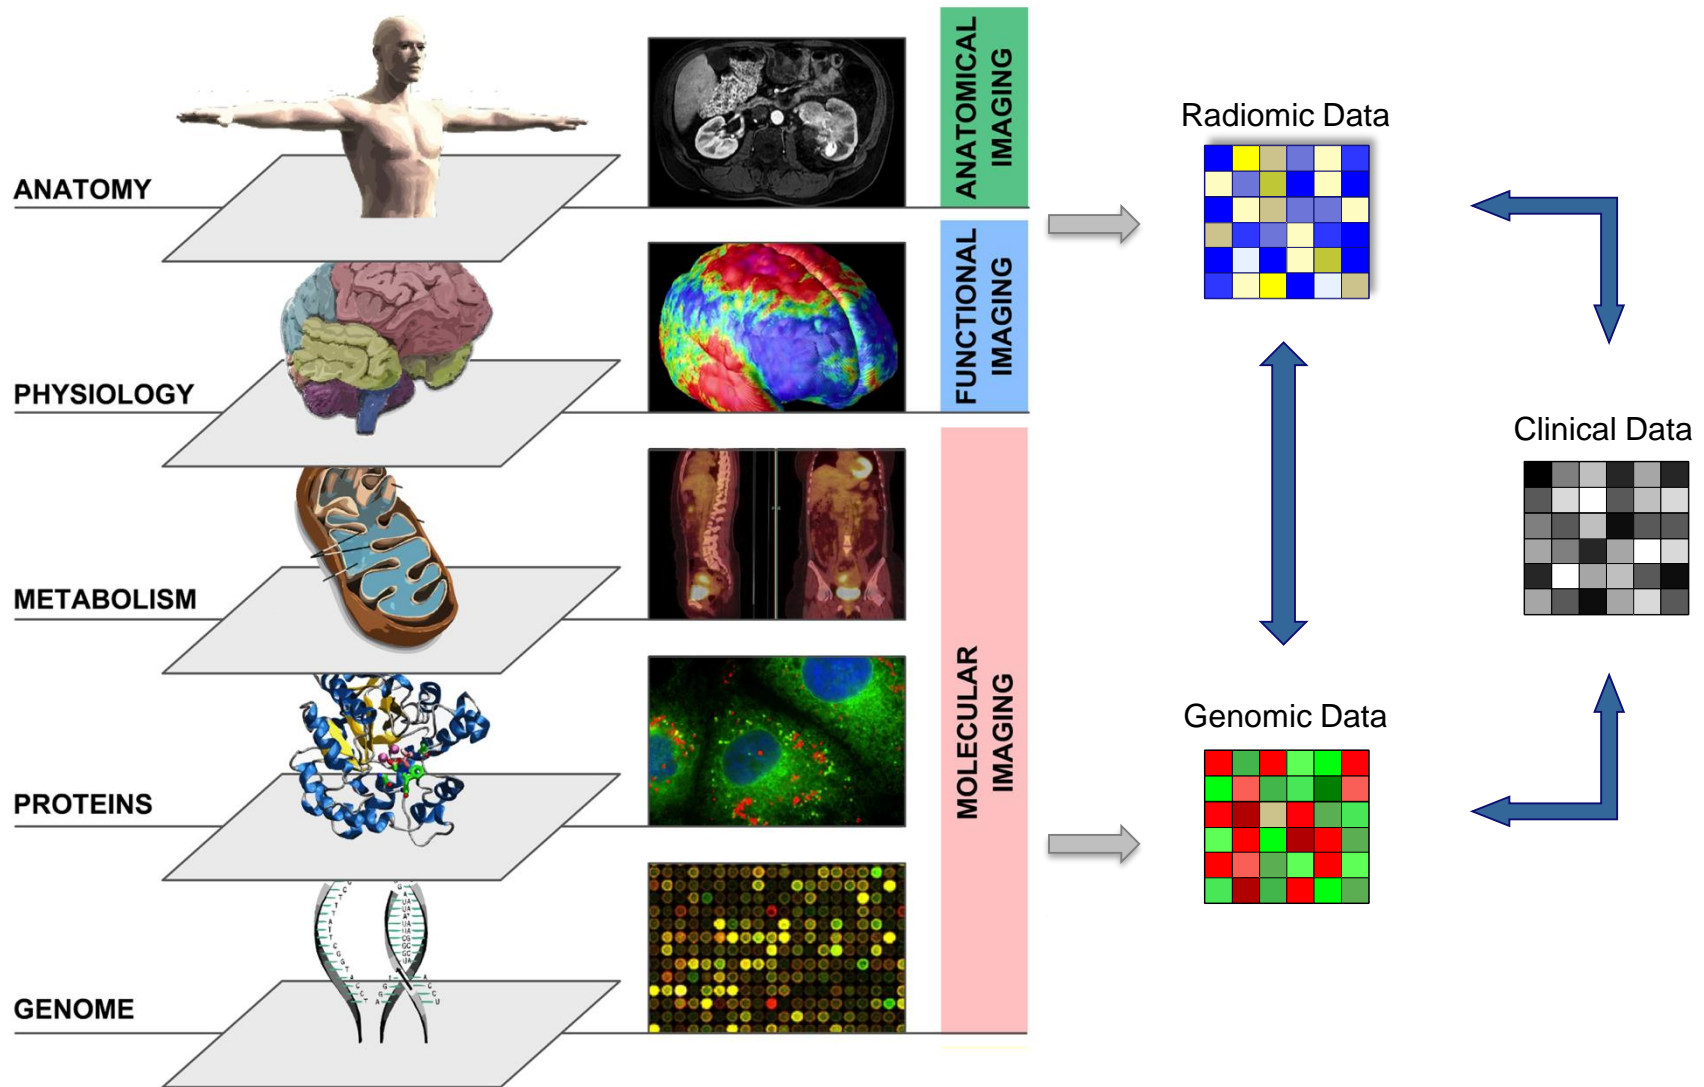 ANATOMY
PHYSIOLOGY
METABOLISM
PROTEINS
GENOME
ANATOMICAL
IMAGING
FUNCTIONAL
IMAGING
MOLECULAR
IMAGING
Radiomic Data
Clinical Data
Genomic Data